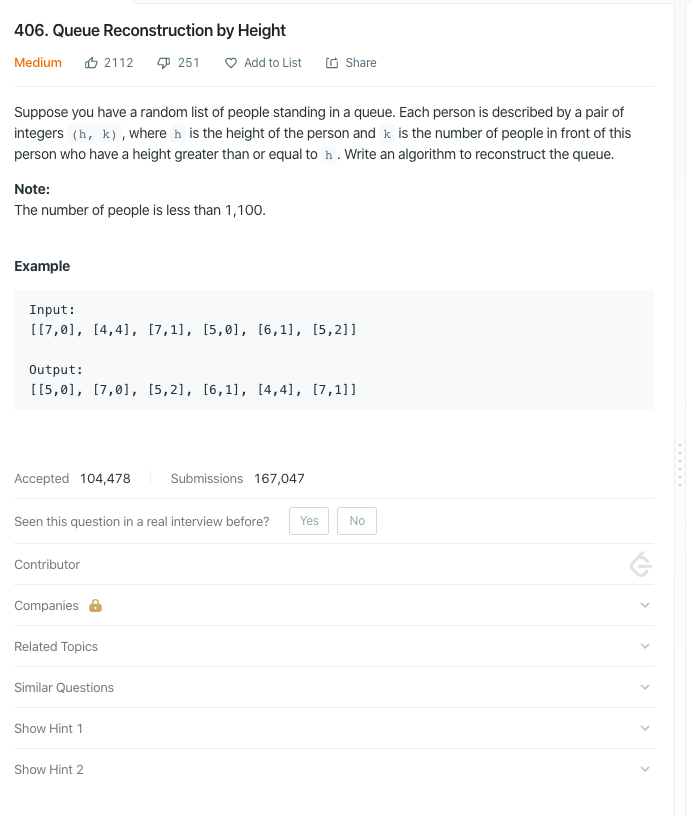 406. Queue Reconstruction by Height
Medium 2112 251 Add to List Share
Suppose you have a random list of people standing in a queue. Each person is described by a pair of
integers (h, k), where h is the height of the person and k is the number of people in front of this
person who have a height greater than or equal to h. Write an algorithm to reconstruct the queue.
Note:
The number of people is less than 1,100.
Example
Input:
[[7,0], [4,4], [7,1], [5,0], [6,1], [5,2]]
Output:
[[5,0], [7,0], [5,2], [6,1], [4,4], [7,1]]
Accepted 104,478 Submissions 167,047
Seen this question in a real interview before? Yes No
Contributor
Companies
Related Topics
Similar Questions
Show Hint 1
Show Hint 2